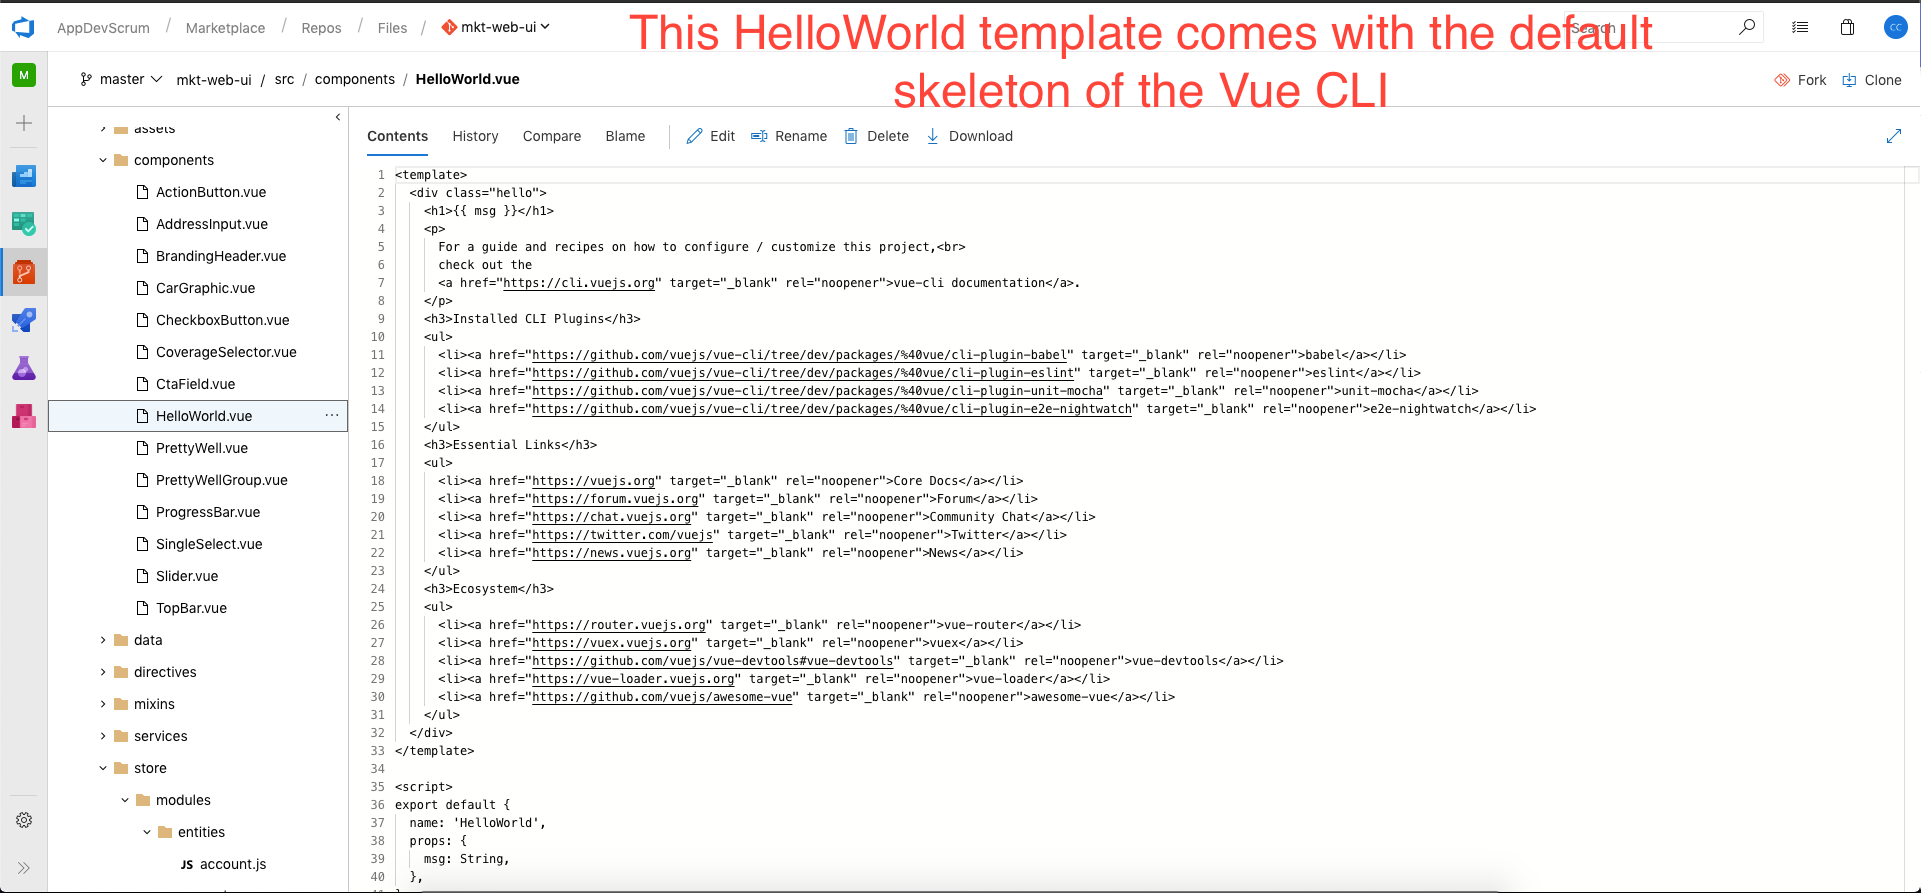 AppDevScrum / Marketplace / Repos / Files / mkt-web-ui
This HelloWorld template comes with the default
skeleton of the Vue CLI
Search
CC
M
master mkt-web-ui / src / components / HelloWorld.vue
Fork Clone
assets
components
ActionButton.vue
AddressInput.vue
BrandingHeader.vue
CarGraphic.vue
CheckboxButton.vue
CoverageSelector.vue
CtaField.vue
HelloWorld.vue ...
PrettyWell.vue
PrettyWellGroup.vue
ProgressBar.vue
SingleSelect.vue
Slider.vue
TopBar.vue
data
directives
mixins
services
store
modules
entities
JS account.js
Contents History Compare Blame Edit Rename Delete Download
1 <template>
2 <div class="hello">
3 <h1>{{ msg }}</h1>
4 <p>
5 For a guide and recipes on how to configure / customize this project,<br>
6 check out the
7 <a href="https://cli.vuejs.org" target="_blank" rel="noopener">vue-cli documentation</a>.
8 </p>
9 <h3>Installed CLI Plugins</h3>
10 <ul>
11 <li><a href="https://github.com/vuejs/vue-cli/tree/dev/packages/%40vue/cli-plugin-babel" target="_blank" rel="noopener">babel</a></li>
12 <li><a href="https://github.com/vuejs/vue-cli/tree/dev/packages/%40vue/cli-plugin-eslint" target="_blank" rel="noopener">eslint</a></li>
13 <li><a href="https://github.com/vuejs/vue-cli/tree/dev/packages/%40vue/cli-plugin-unit-mocha" target="_blank" rel="noopener">unit-mocha</a></li>
14 <li><a href="https://github.com/vuejs/vue-cli/tree/dev/packages/%40vue/cli-plugin-e2e-nightwatch" target="_blank" rel="noopener">e2e-nightwatch</a></li>
15 </ul>
16 <h3>Essential Links</h3>
17 <ul>
18 <li><a href="https://vuejs.org" target="_blank" rel="noopener">Core Docs</a></li>
19 <li><a href="https://forum.vuejs.org" target="_blank" rel="noopener">Forum</a></li>
20 <li><a href="https://chat.vuejs.org" target="_blank" rel="noopener">Community Chat</a></li>
21 <li><a href="https://twitter.com/vuejs" target="_blank" rel="noopener">Twitter</a></li>
22 <li><a href="https://news.vuejs.org" target="_blank" rel="noopener">News</a></li>
23 </ul>
24 <h3>Ecosystem</h3>
25 <ul>
26 <li><a href="https://router.vuejs.org" target="_blank" rel="noopener">vue-router</a></li>
27 <li><a href="https://vuex.vuejs.org" target="_blank" rel="noopener">vuex</a></li>
28 <li><a href="https://github.com/vuejs/vue-devtools#vue-devtools" target="_blank" rel="noopener">vue-devtools</a></li>
29 <li><a href="https://vue-loader.vuejs.org" target="_blank" rel="noopener">vue-loader</a></li>
30 <li><a href="https://github.com/vuejs/awesome-vue" target="_blank" rel="noopener">awesome-vue</a></li>
31 </ul>
32 </div>
33 </template>
34
35 <script>
36 export default {
37 name: 'HelloWorld',
38 props: {
39 msg: String,
40 },